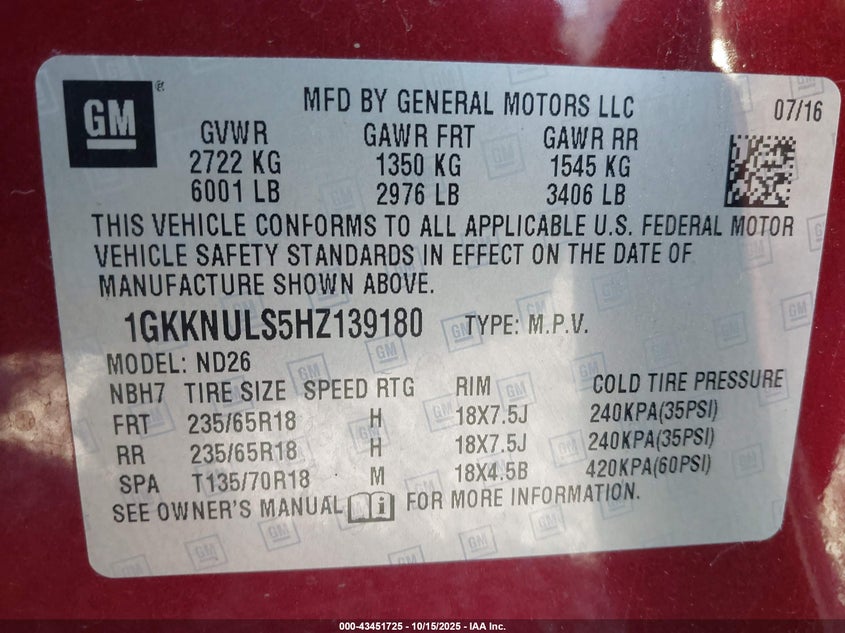 GM
MFD BY GENERAL MOTORS LLC 07/16
GVWR GAWR FRT GAWR RR
2722 KG 1350 KG 1545 KG
6001 LB 2976 LB 3406 LB
THIS VEHICLE CONFORMS TO ALL APPLICABLE U.S. FEDERAL MOTOR
VEHICLE SAFETY STANDARDS IN EFFECT ON THE DATE OF
MANUFACTURE SHOWN ABOVE.
1GKKNULS5HZ139180 TYPE: M.P.V.
MODEL: ND26
NBH7 TIRE SIZE SPEED RTG RIM COLD TIRE PRESSURE
FRT 235/65R18 H 18X7.5J 240KPA(35PSI)
RR 235/65R18 H 18X7.5J 240KPA(35PSI)
SPA T135/70R18 M 18X4.5B 420KPA(60PSI)
SEE OWNER'S MANUAL FOR MORE INFORMATION.
000-43451725 | 10/15/2025 | IAA Inc.